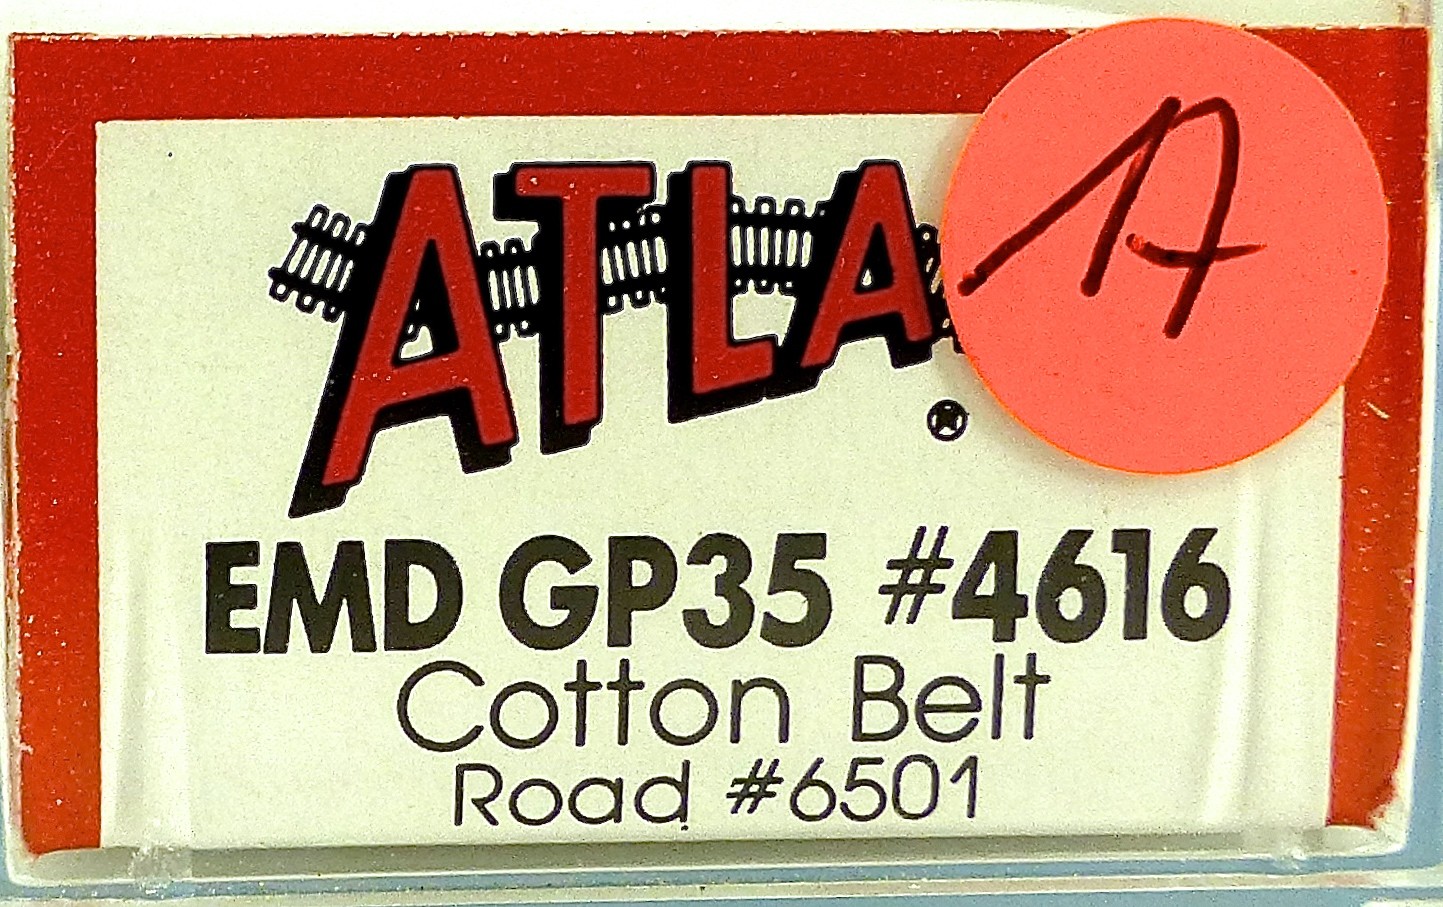 ATLA
17
EMD GP35 #4616
Cotton Belt
Road #6501